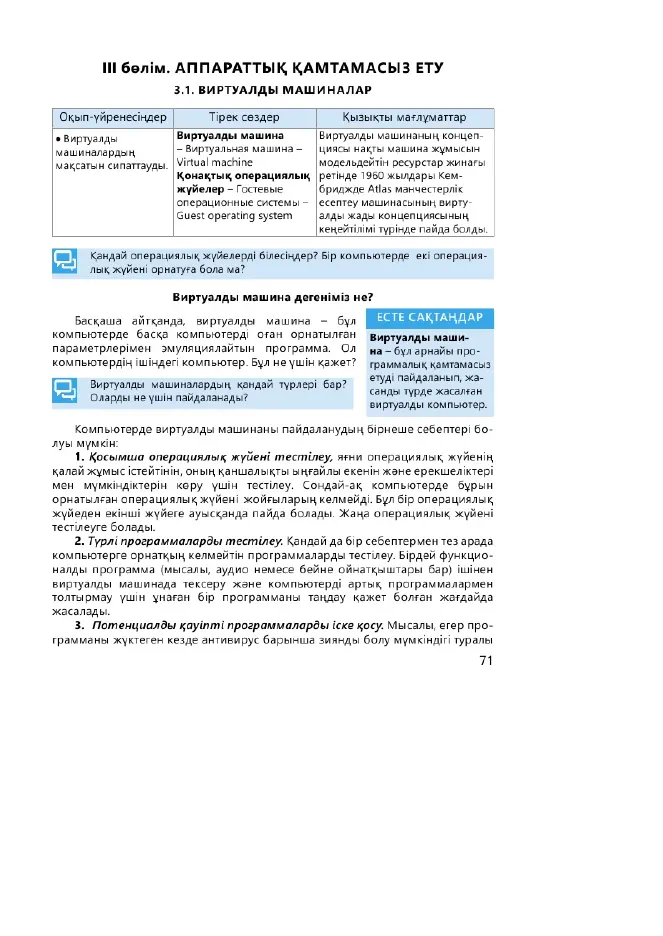 III бөлім. АППАРАТТЫҚ ҚАМТАМАСЫЗ ЕТУ
3.1. ВИРТУАЛДЫ МАШИНАЛАР
Оқып-үйренесіңдер
• Виртуалды
машиналардың
мақсатын сипаттауды.
Тірек сөздер
Виртуалды машина
– Виртуальная машина –
Virtual machine
Қонақтық операциялық
жүйелер – Гостевые
операционные системы –
Guest operating system
Қызықты мағлұматтар
Виртуалды машинаның концеп-
циясы нақты машина жұмысын
модельдейтін ресурстар жинағы
ретінде 1960 жылдары Кем-
бриджде Atlas манчестерлік
есептеу машинасының вирту-
алды жады концепциясының
кеңейтілімі түрінде пайда болды.
Қандай операциялық жүйелерді білесіңдер? Бір компьютерде екі операция-
лық жүйені орнатуға бола ма?
Виртуалды машина дегеніміз не?
Басқаша айтқанда, виртуалды машина – бұл
компьютерде басқа компьютерді оған орнатылған
параметрлерімен эмуляциялайтын программа. Ол
компьютердің ішіндегі компьютер. Бұл не үшін қажет?
Виртуалды машиналардың қандай түрлері бар?
Оларды не үшін пайдаланады?
ЕСТЕ САҚТАҢДАР
Виртуалды маши-
на – бұл арнайы про-
граммалық қамтамасыз
етуді пайдаланып, жа-
санды түрде жасалған
виртуалды компьютер.
Компьютерде виртуалды машинаны пайдаланудың бірнеше себептері бо-
луы мүмкін:
1. Қосымша операциялық жүйені тестілеу, яғни операциялық жүйенің
қалай жұмыс істейтінін, оның қаншалықты ыңғайлы екенін және ерекшеліктері
мен мүмкіндіктерін көру үшін тестілеу. Сондай-ақ компьютерде бұрын
орнатылған операциялық жүйені жойғыларың келмейді. Бұл бір операциялық
жүйеден екінші жүйеге ауысқанда пайда болады. Жаңа операциялық жүйені
тестілеуге болады.
2. Түрлі программаларды тестілеу. Қандай да бір себептермен тез арада
компьютерге орнатқың келмейтін программаларды тестілеу. Бірдей функцио-
налды программа (мысалы, аудио немесе бейне ойнатқыштары бар) ішінен
виртуалды машинада тексеру және компьютерді артық программалармен
толтырмау үшін ұнаған бір программаны таңдау қажет болған жағдайда
жасалады.
3. Потенциалды қауіпті программаларды іске қосу. Мысалы, егер про-
грамманы жүктеген кезде антивирус барынша зиянды болу мүмкіндігі туралы
71